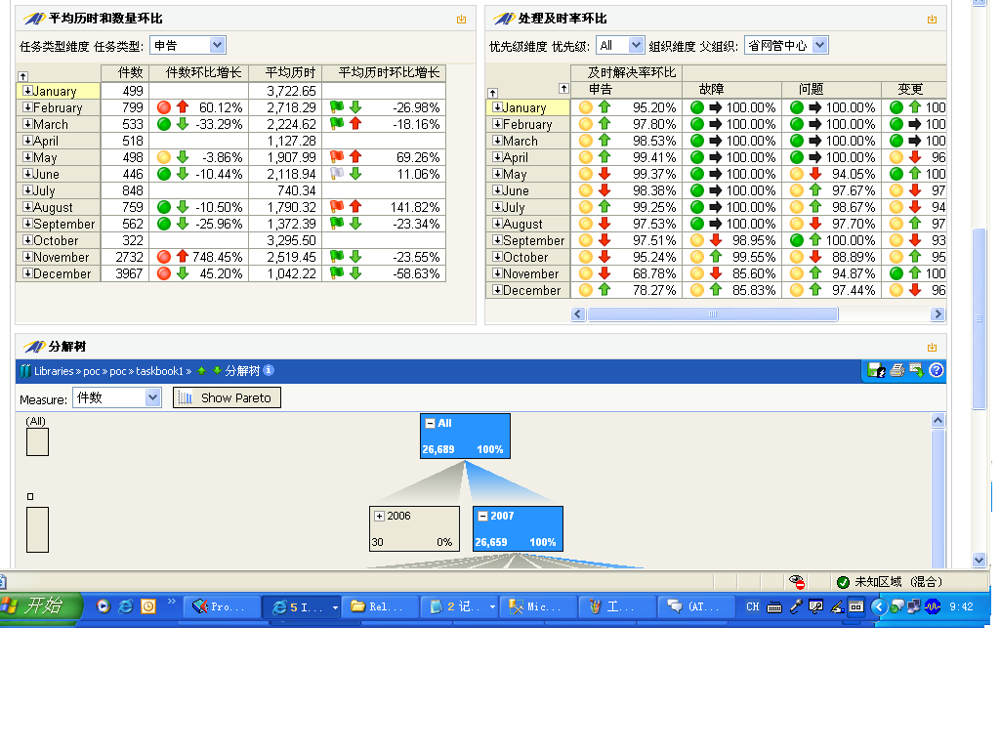 平均历时和数量环比
任务类型维度 任务类型: 申告
件数 件数环比增长 平均历时 平均历时环比增长
January 499 3,722.65
February 799 60.12% 2,718.29 -26.98%
March 533 -33.29% 2,224.62 -18.16%
April 518 1,127.28
May 498 -3.86% 1,907.99 69.26%
June 446 -10.44% 2,118.94 11.06%
July 848 740.34
August 759 -10.50% 1,790.32 141.82%
September 562 -25.96% 1,372.39 -23.34%
October 322 3,295.50
November 2732 748.45% 2,519.45 -23.55%
December 3967 45.20% 1,042.22 -58.63%
处理及时率环比
优先级维度 优先级: All 组织维度 父组织: 省网管中心
及时解决率环比
申告 故障 问题 变更
January 95.20% 100.00% 100.00% 100
February 97.80% 100.00% 100.00% 100
March 98.53% 100.00% 100.00% 100
April 99.41% 100.00% 100.00% 96
May 99.37% 100.00% 94.05% 100
June 98.38% 100.00% 97.67% 97
July 99.25% 100.00% 98.67% 94
August 97.53% 100.00% 97.70% 97
September 97.51% 98.95% 100.00% 93
October 95.24% 99.55% 88.89% 95
November 68.78% 85.60% 94.87% 100
December 78.27% 85.83% 97.44% 96
分解树
Libraries » poc » poc » taskbook1 » 分解树
Measure: 件数 Show Pareto
(All)
All
26,689 100%
2006
30 0%
2007
26,659 100%
未知区域 (混合)
开始 » Pro... 5 I... Rel... 2 记.. Mic... 工... (AT... CH 9:42